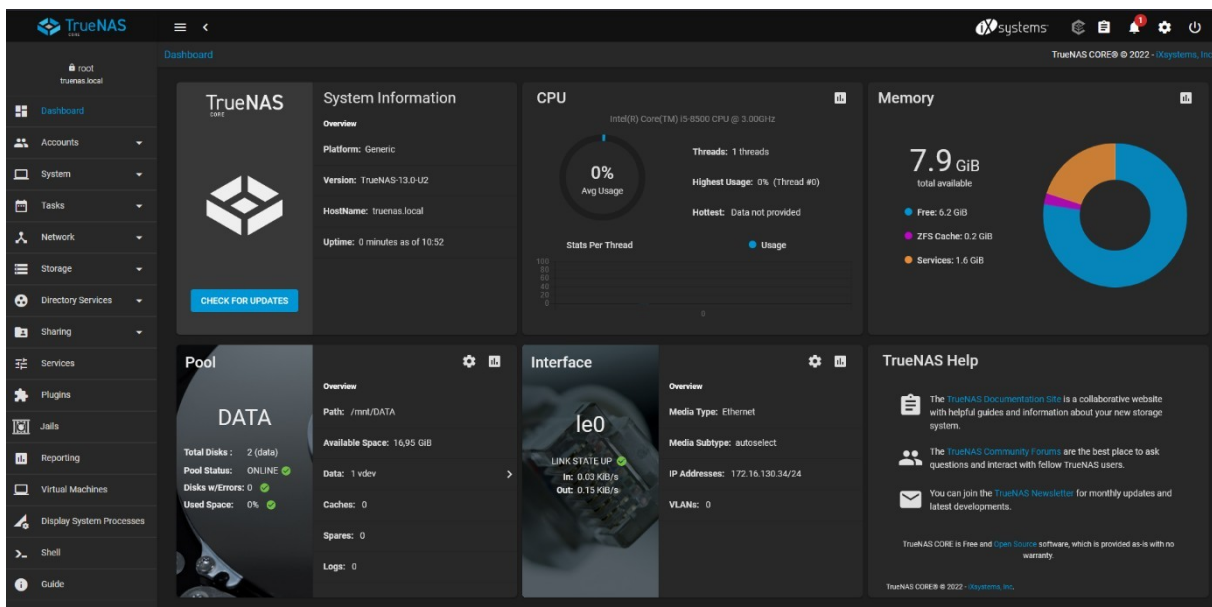 TrueNAS
CORE
iXsystems
1
root
truenas.local
Dashboard
TrueNAS CORE® © 2022 - iXsystems, Inc
Dashboard
Accounts
System
Tasks
Network
Storage
Directory Services
Sharing
Services
Plugins
Jails
Reporting
Virtual Machines
Display System Processes
Shell
Guide
TrueNAS
CORE
CHECK FOR UPDATES
System Information
Overview
Platform: Generic
Version: TrueNAS-13.0-U2
HostName: truenas.local
Uptime: 0 minutes as of 10:52
CPU
Intel(R) Core(TM) i5-8500 CPU @ 3.00GHz
0%
Avg Usage
Threads: 1 threads
Highest Usage: 0% (Thread #0)
Hottest: Data not provided
Stats Per Thread
Usage
100
80
60
40
20
0
0
Memory
7.9 GiB
total available
Free: 6.2 GiB
ZFS Cache: 0.2 GiB
Services: 1.6 GiB
Pool
DATA
Total Disks : 2 (data)
Pool Status: ONLINE
Disks w/Errors: 0
Used Space: 0%
Overview
Path: /mnt/DATA
Available Space: 16,95 GiB
Data: 1 vdev
Caches: 0
Spares: 0
Logs: 0
Interface
le0
LINK STATE UP
In: 0.03 KiB/s
Out: 0.15 KiB/s
Overview
Media Type: Ethernet
Media Subtype: autoselect
IP Addresses: 172.16.130.34/24
VLANs: 0
TrueNAS Help
The TrueNAS Documentation Site is a collaborative website
with helpful guides and information about your new storage
system.
The TrueNAS Community Forums are the best place to ask
questions and interact with fellow TrueNAS users.
You can join the TrueNAS Newsletter for monthly updates and
latest developments.
TrueNAS CORE is Free and Open Source software, which is provided as-is with no
warranty.
TrueNAS CORE® © 2022 - iXsystems, Inc.